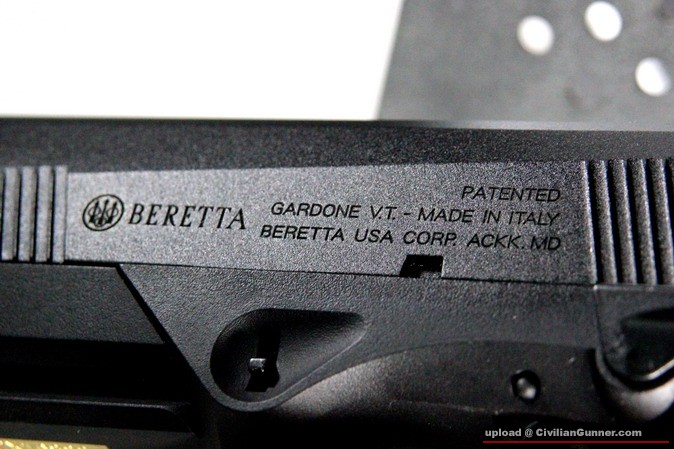 PATENTED
BERETTA GARDONE V.T. - MADE IN ITALY
BERETTA USA CORP. ACKK. MD
upload @ CivilianGunner.com